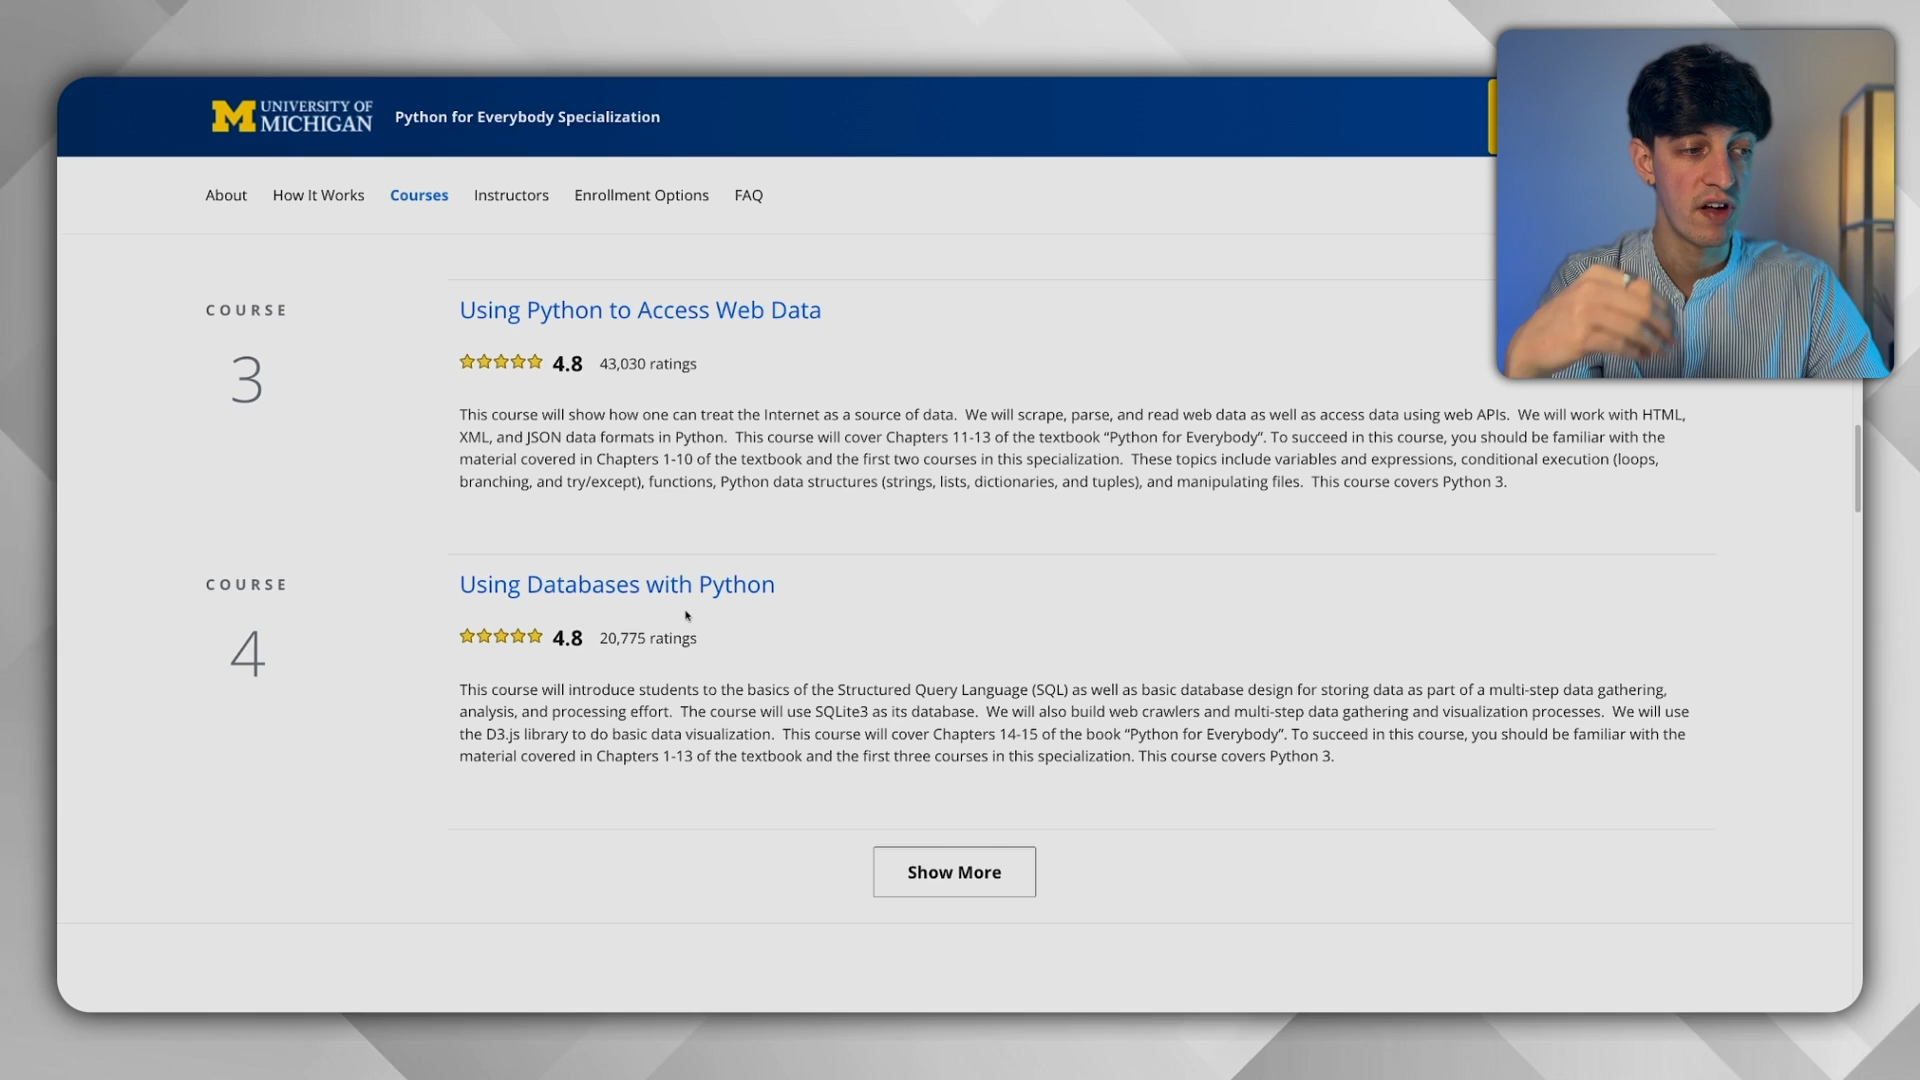 UNIVERSITY OF
MICHIGAN
Python for Everybody Specialization
About How It Works Courses Instructors Enrollment Options FAQ
COURSE
3
Using Python to Access Web Data
4.8 43,030 ratings
This course will show how one can treat the Internet as a source of data. We will scrape, parse, and read web data as well as access data using web APIs. We will work with HTML,
XML, and JSON data formats in Python. This course will cover Chapters 11-13 of the textbook “Python for Everybody”. To succeed in this course, you should be familiar with the
material covered in Chapters 1-10 of the textbook and the first two courses in this specialization. These topics include variables and expressions, conditional execution (loops,
branching, and try/except), functions, Python data structures (strings, lists, dictionaries, and tuples), and manipulating files. This course covers Python 3.
COURSE
4
Using Databases with Python
4.8 20,775 ratings
This course will introduce students to the basics of the Structured Query Language (SQL) as well as basic database design for storing data as part of a multi-step data gathering,
analysis, and processing effort. The course will use SQLite3 as its database. We will also build web crawlers and multi-step data gathering and visualization processes. We will use
the D3.js library to do basic data visualization. This course will cover Chapters 14-15 of the book “Python for Everybody”. To succeed in this course, you should be familiar with the
material covered in Chapters 1-13 of the textbook and the first three courses in this specialization. This course covers Python 3.
Show More